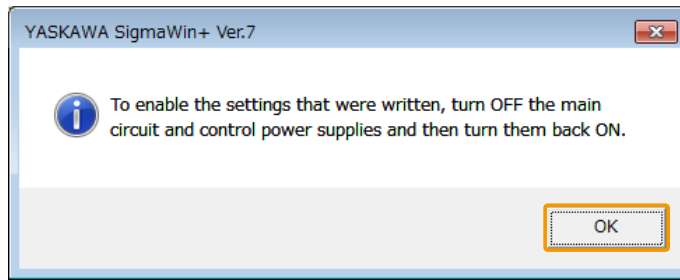 YASKAWA SigmaWin+ Ver.7
To enable the settings that were written, turn OFF the main
circuit and control power supplies and then turn them back ON.
OK